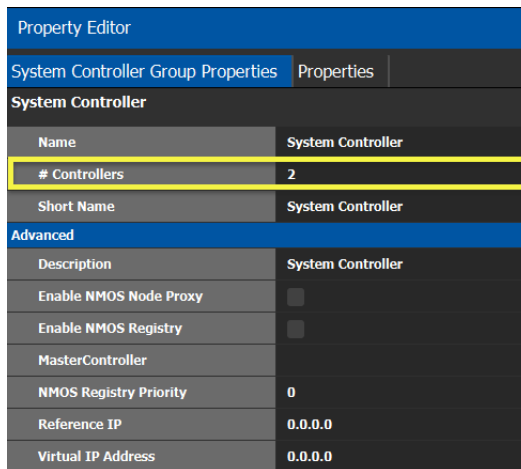 Property Editor
System Controller Group Properties Properties
System Controller
Name System Controller
# Controllers 2
Short Name System Controller
Advanced
Description System Controller
Enable NMOS Node Proxy
Enable NMOS Registry
MasterController
NMOS Registry Priority 0
Reference IP 0.0.0.0
Virtual IP Address 0.0.0.0